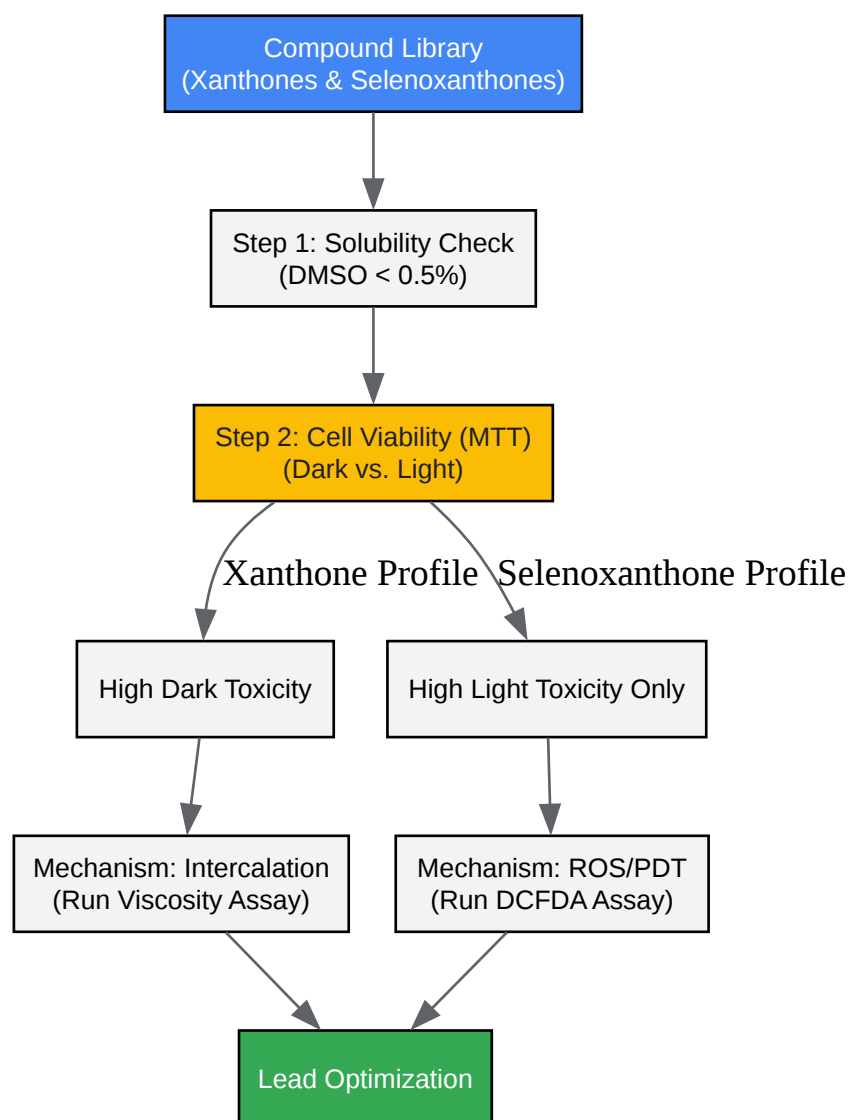 Compound Library
(Xanthones & Selenoxanthones)
Step 1: Solubility Check
(DMSO < 0.5%)
Step 2: Cell Viability (MTT)
(Dark vs. Light)
Xanthone Profile
Selenoxanthone Profile
High Dark Toxicity
High Light Toxicity Only
Mechanism: Intercalation
(Run Viscosity Assay)
Mechanism: ROS/PDT
(Run DCFDA Assay)
Lead Optimization